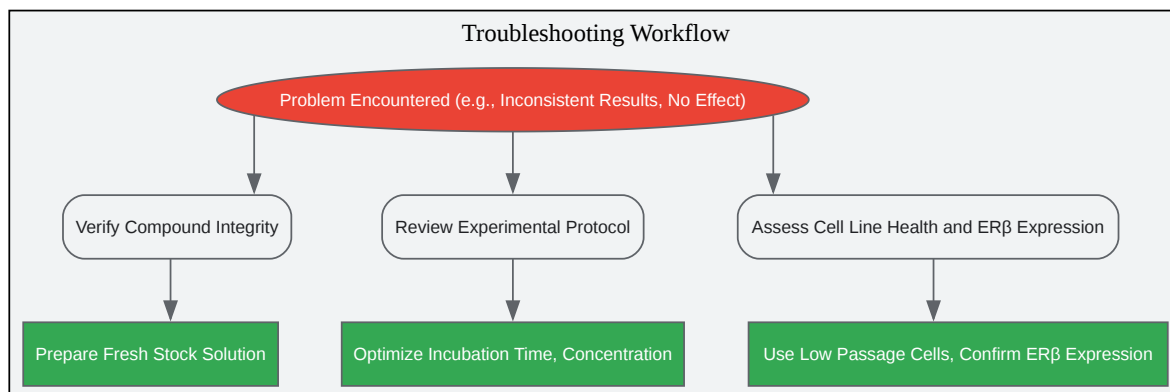 Troubleshooting Workflow
Problem Encountered (e.g., Inconsistent Results, No Effect)
Verify Compound Integrity
Review Experimental Protocol
Assess Cell Line Health and ERβ Expression
Prepare Fresh Stock Solution
Optimize Incubation Time, Concentration
Use Low Passage Cells, Confirm ERβ Expression